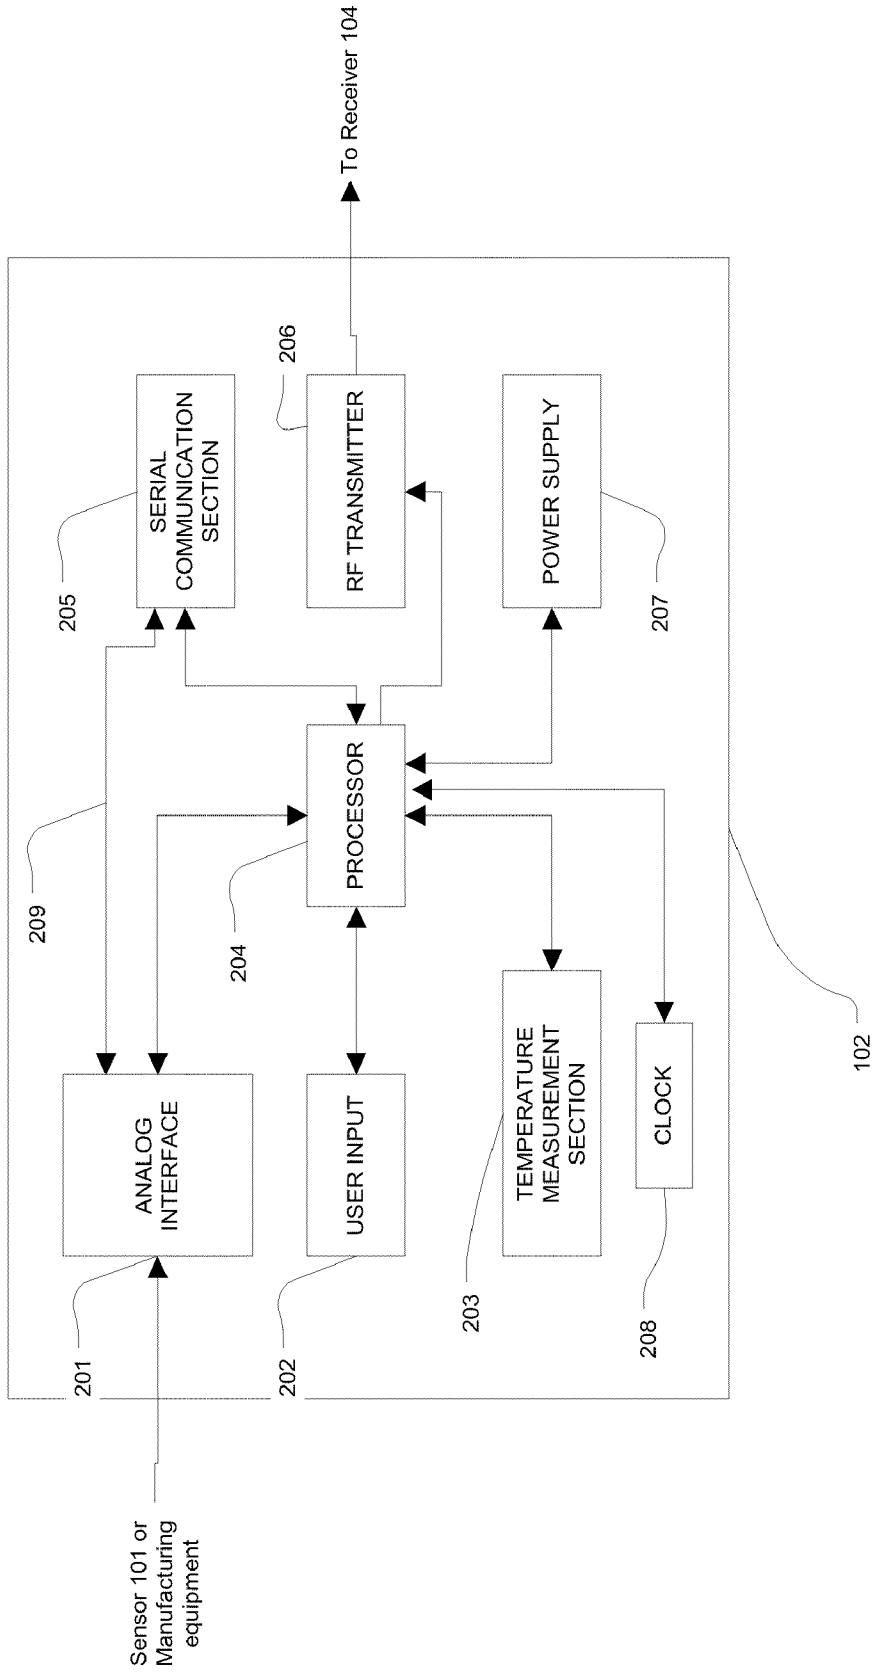 Sensor 101 or
Manufacturing
equipment
201
ANALOG
INTERFACE
209
205
SERIAL
COMMUNICATION
SECTION
202
USER INPUT
204
PROCESSOR
206
RF TRANSMITTER
To Receiver 104
203
TEMPERATURE
MEASUREMENT
SECTION
207
POWER SUPPLY
208
CLOCK
102